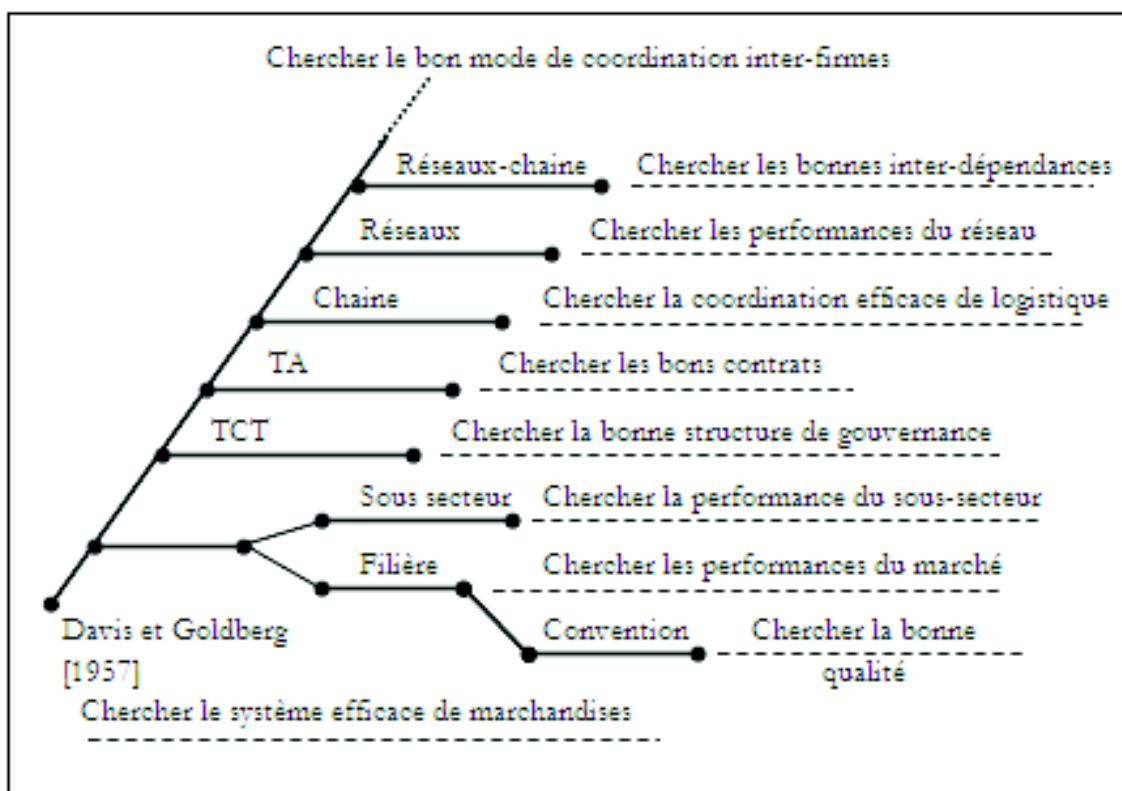 Chercher le bon mode de coordination inter-firmes
Réseaux-chaine Chercher les bonnes inter-dépendances
Réseaux Chercher les performances du réseau
Chaine Chercher la coordination efficace de logistique
TA Chercher les bons contrats
TCT Chercher la bonne structure de gouvernance
Sous secteur Chercher la performance du sous-secteur
Filière Chercher les performances du marché
Davis et Goldberg Convention Chercher la bonne
[1957] qualité
Chercher le système efficace de marchandises